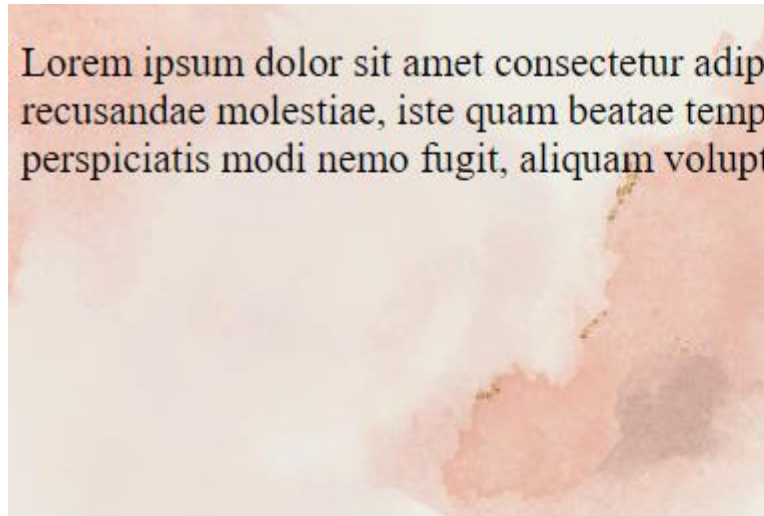 Lorem ipsum dolor sit amet consectetur adip
recusandae molestiae, iste quam beatae temp
perspiciatis modi nemo fugit, aliquam volupt